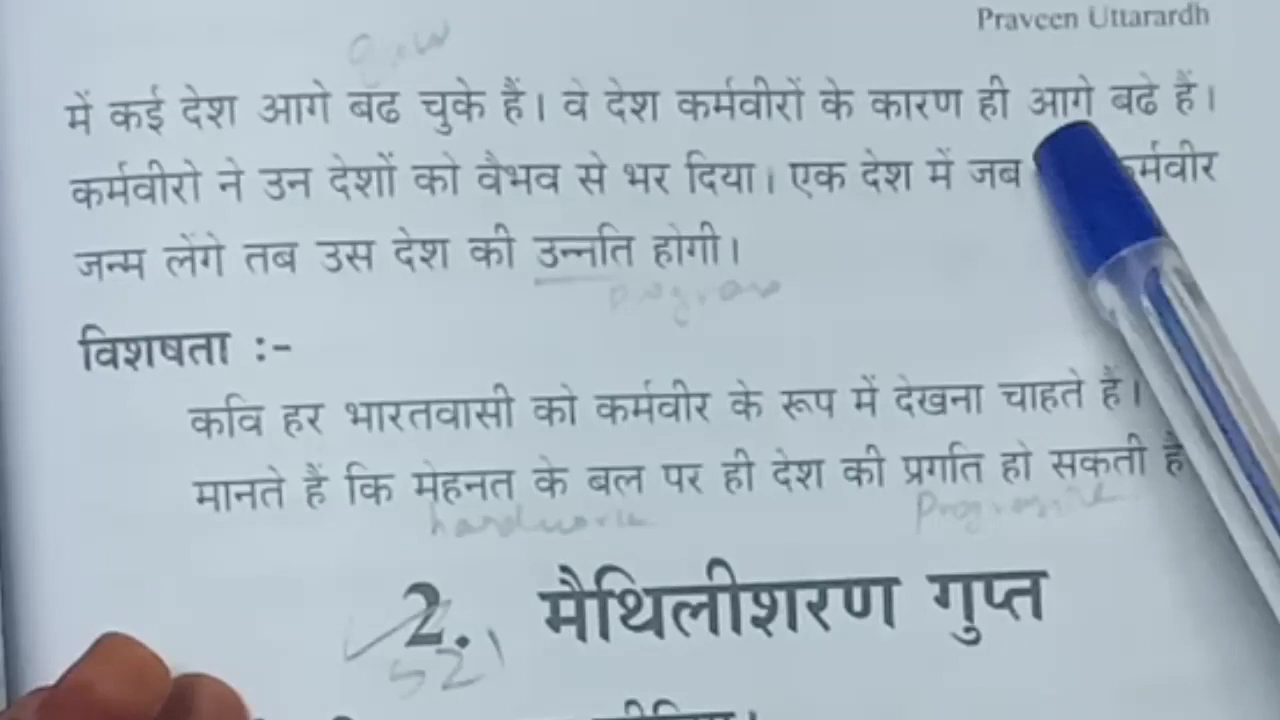 Praveen Uttarardh
में कई देश आगे बढ चुके हैं। वे देश कर्मवीरों के कारण ही आगे बढे हैं।
कर्मवीरो ने उन देशों को वैभव से भर दिया। एक देश में जब
जन्म लेंगे तब उस देश की उन्नति होगी।
विशषता :-
कवि हर भारतवासी को कर्मवीर के रूप में देखना चाहते हैं।
मानते हैं कि मेहनत के बल पर ही देश की प्रगति हो सकती है
hardwork
2. मैथिलीशरण गुप्त
521